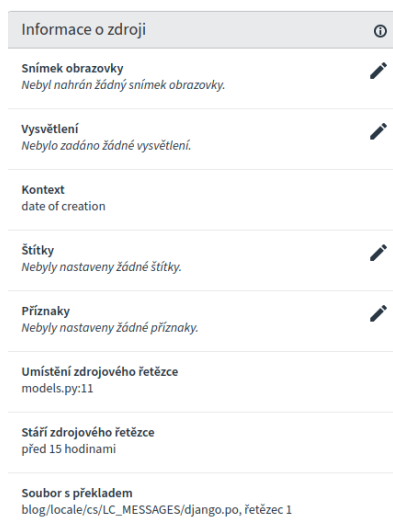 Informace o zdroji
Snímek obrazovky
Nebyl nahrán žádný snímek obrazovky.
Vysvětlení
Nebylo zadáno žádné vysvětlení.
Kontext
date of creation
Štítky
Nebyly nastaveny žádné štítky.
Příznaky
Nebyly nastaveny žádné příznaky.
Umístění zdrojového řetězce
models.py:11
Stáří zdrojového řetězce
před 15 hodinami
Soubor s překladem
blog/locale/cs/LC_MESSAGES/django.po, řetězec 1